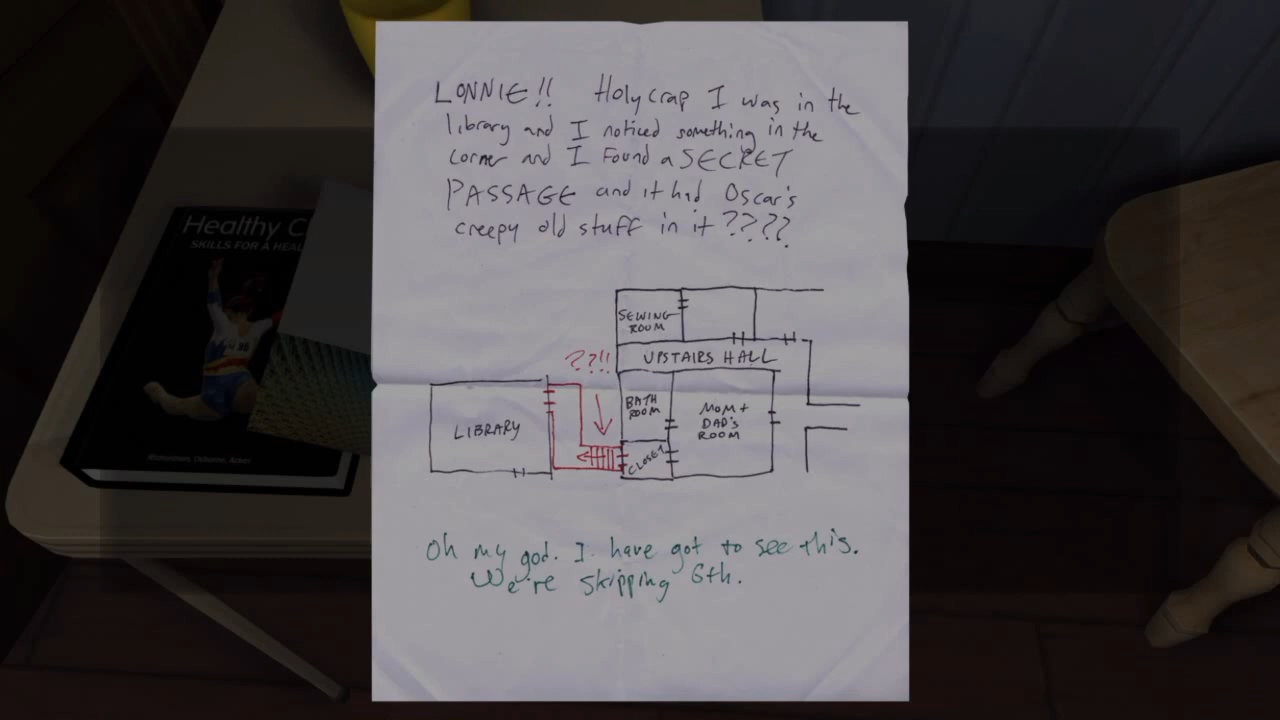 LONNIE!! Holy crap I was in the
library and I noticed something in the
corner and I found a SECRET
PASSAGE and it had Oscar's
creepy old stuff in it????
SEWING
ROOM
UPSTAIRS HALL
??!!
BATH
ROOM
MOM +
DAD'S
ROOM
LIBRARY
CLOSET
Oh my god. I have got to see this.
We're skipping 6th.
Healthy C
SKILLS FOR A HEAL